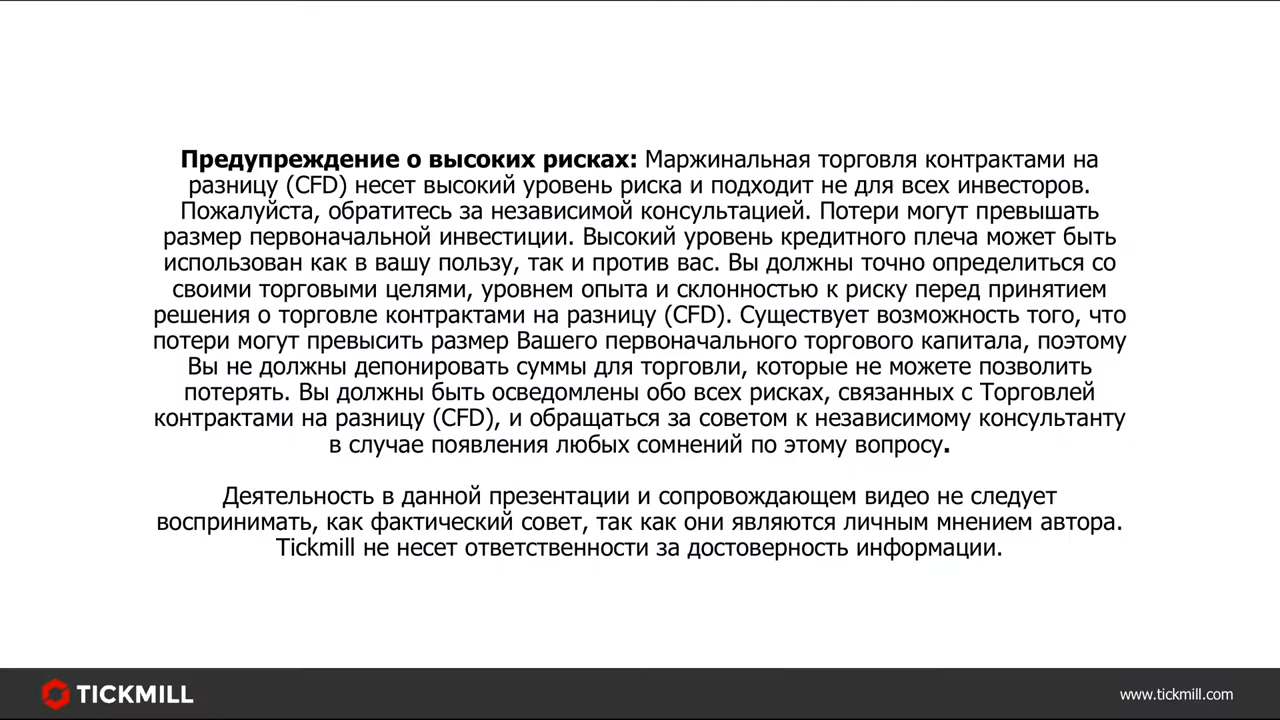 Предупреждение о высоких рисках: Маржинальная торговля контрактами на
разницу (CFD) несет высокий уровень риска и подходит не для всех инвесторов.
Пожалуйста, обратитесь за независимой консультацией. Потери могут превышать
размер первоначальной инвестиции. Высокий уровень кредитного плеча может быть
использован как в вашу пользу, так и против вас. Вы должны точно определиться со
своими торговыми целями, уровнем опыта и склонностью к риску перед принятием
решения о торговле контрактами на разницу (CFD). Существует возможность того, что
потери могут превысить размер Вашего первоначального торгового капитала, поэтому
Вы не должны депонировать суммы для торговли, которые не можете позволить
потерять. Вы должны быть осведомлены обо всех рисках, связанных с Торговлей
контрактами на разницу (CFD), и обращаться за советом к независимому консультанту
в случае появления любых сомнений по этому вопросу.
Деятельность в данной презентации и сопровождающем видео не следует
воспринимать, как фактический совет, так как они являются личным мнением автора.
Tickmill не несет ответственности за достоверность информации.
TICKMILL
www.tickmill.com